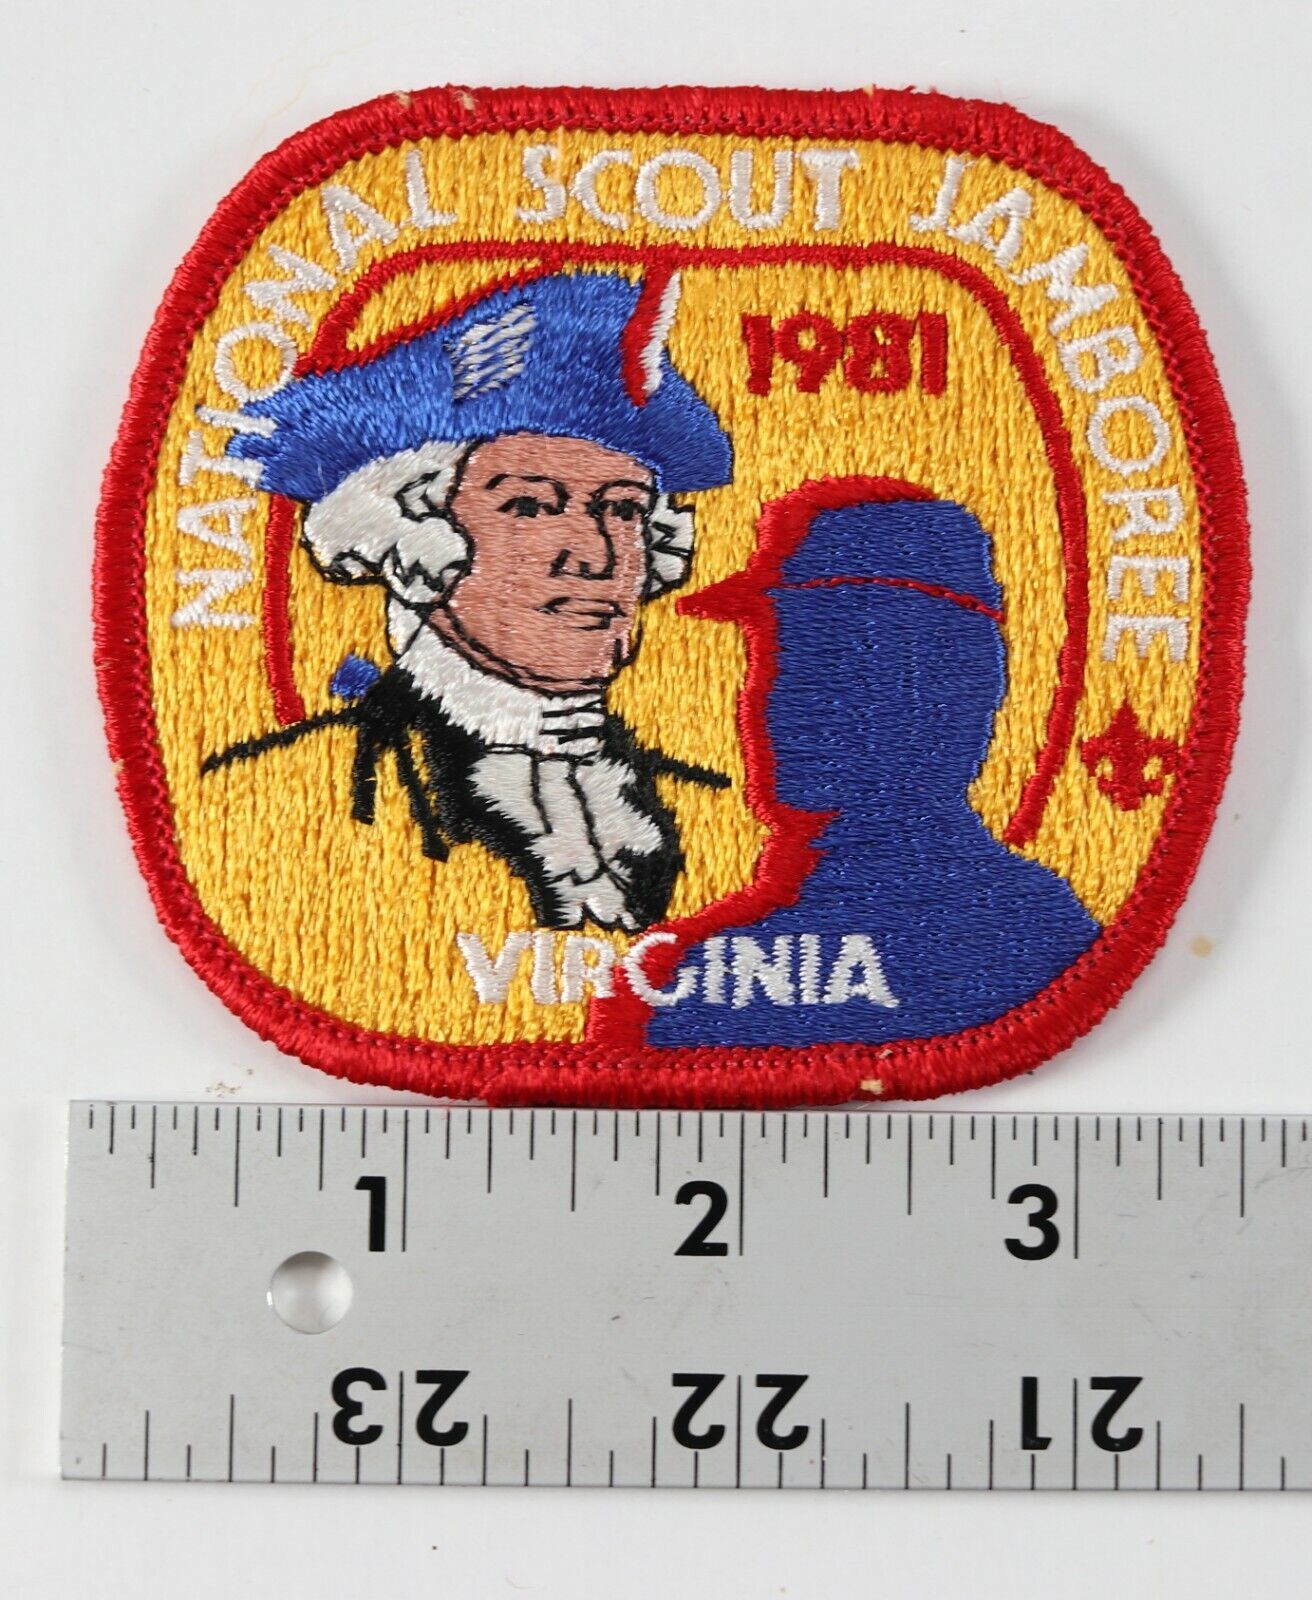 NATIONAL SCOUT JAMBOREE
1981
VIRGINIA
1 2 3
23 22 21